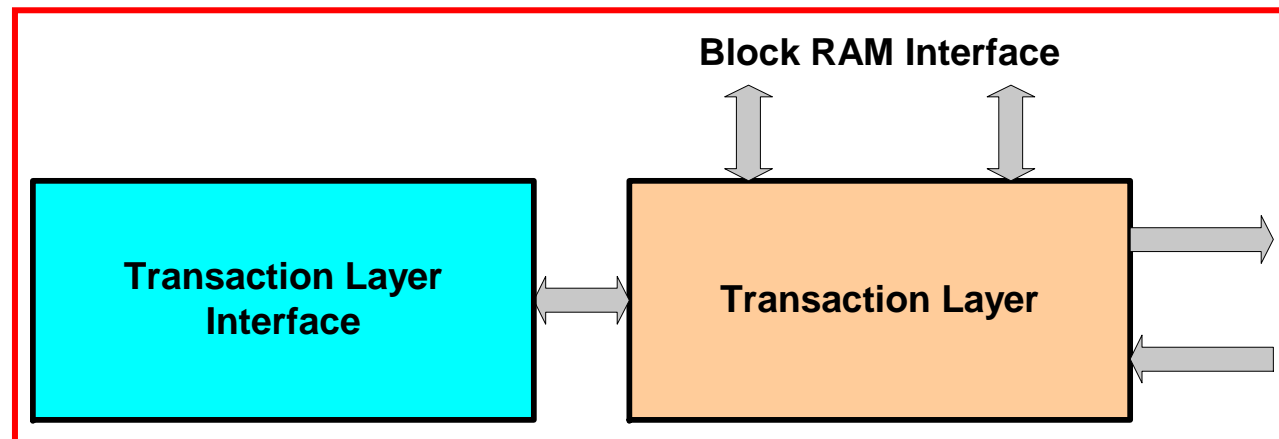 Block RAM Interface
Transaction Layer
Interface
Transaction Layer